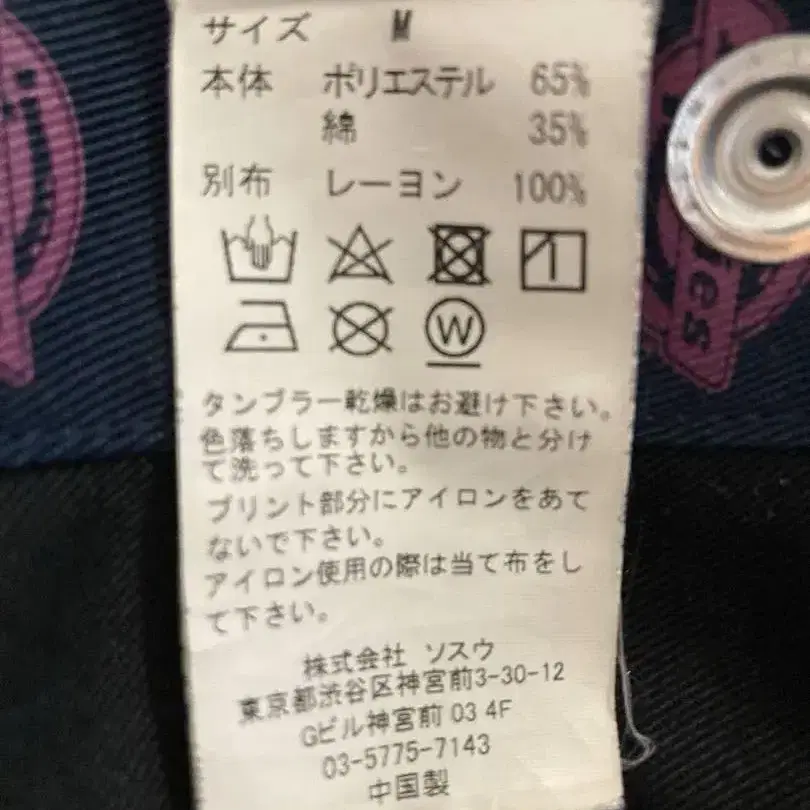 サイズ M
本体 ポリエステル 65%
綿 35%
別布 レーヨン 100%
W
タンブラー乾燥はお避け下さい。
色落ちしますから他の物と分け
て洗って下さい。
プリント部分にアイロンをあて
ないで下さい。
アイロン使用の際は当て布をし
て下さい。
株式会社 ソスウ
東京都渋谷区神宮前3-30-12
Gビル神宮前 03 4F
03-5775-7143
中国製